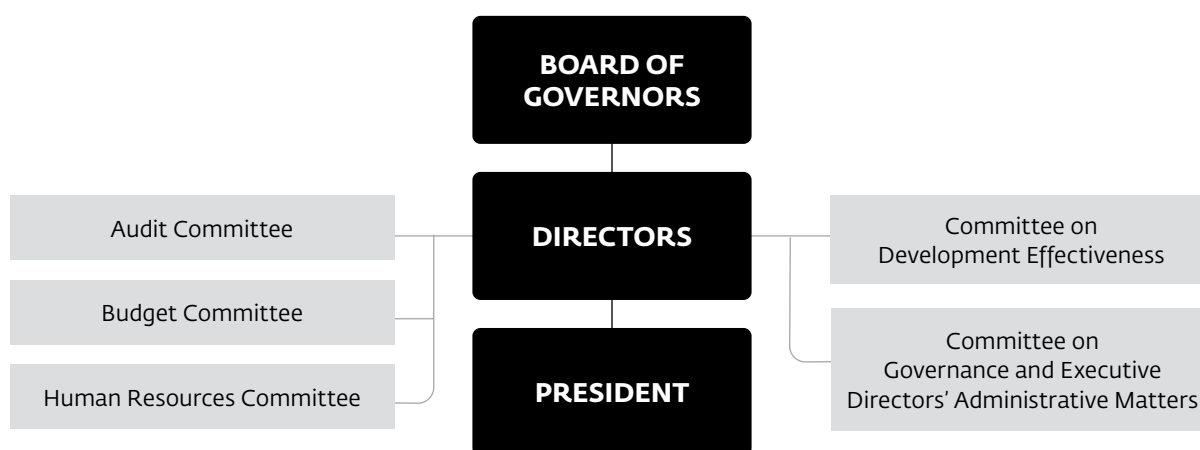 BOARD OF
GOVERNORS
DIRECTORS
PRESIDENT
Audit Committee
Budget Committee
Human Resources Committee
Committee on
Development Effectiveness
Committee on
Governance and Executive
Directors’ Administrative Matters